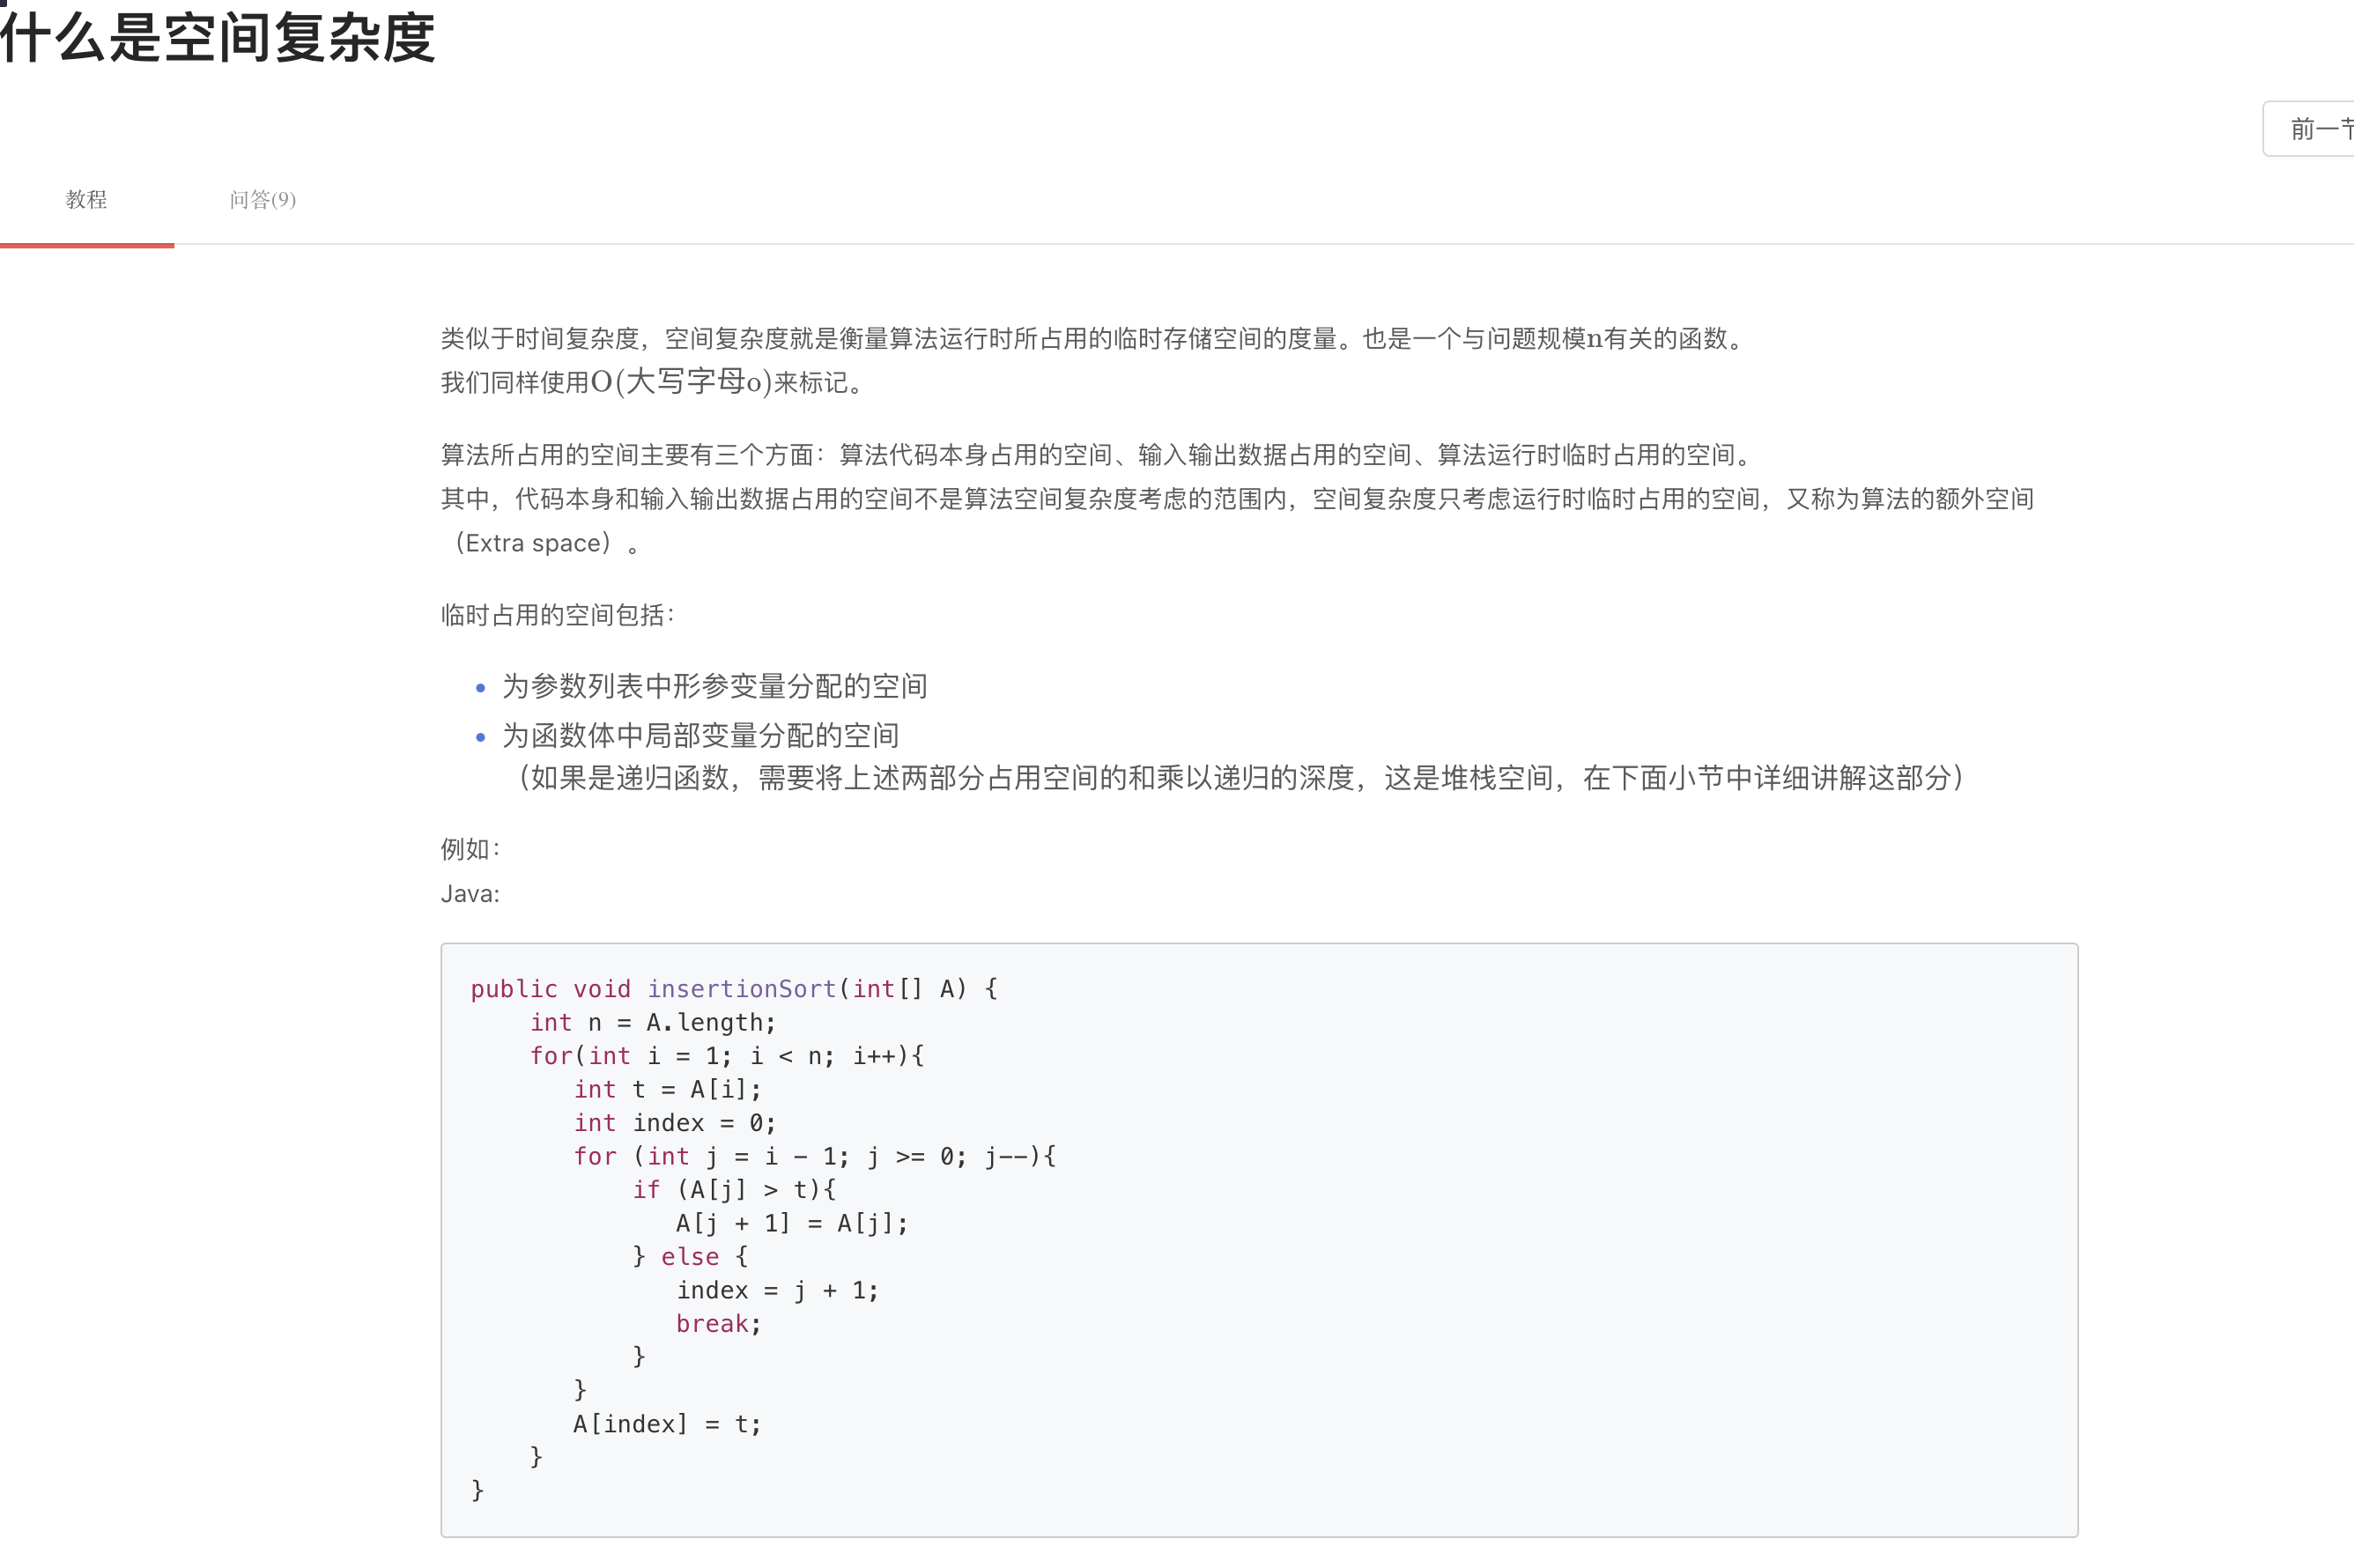 什么是空间复杂度
前一节
教程
问答(9)
类似于时间复杂度，空间复杂度就是衡量算法运行时所占用的临时存储空间的度量。也是一个与问题规模n有关的函数。
我们同样使用O(大写字母o)来标记。
算法所占用的空间主要有三个方面：算法代码本身占用的空间、输入输出数据占用的空间、算法运行时临时占用的空间。
其中，代码本身和输入输出数据占用的空间不是算法空间复杂度考虑的范围内，空间复杂度只考虑运行时临时占用的空间，又称为算法的额外空间
（Extra space）。
临时占用的空间包括：
• 为参数列表中形参变量分配的空间
• 为函数体中局部变量分配的空间
（如果是递归函数，需要将上述两部分占用空间的和乘以递归的深度，这是堆栈空间，在下面小节中详细讲解这部分）
例如：
Java:
public void insertionSort(int[] A) {
    int n = A.length;
    for(int i = 1; i < n; i++){
       int t = A[i];
       int index = 0;
       for (int j = i - 1; j >= 0; j--){
           if (A[j] > t){
              A[j + 1] = A[j];
           } else {
              index = j + 1;
              break;
           }
       }
       A[index] = t;
    }
}